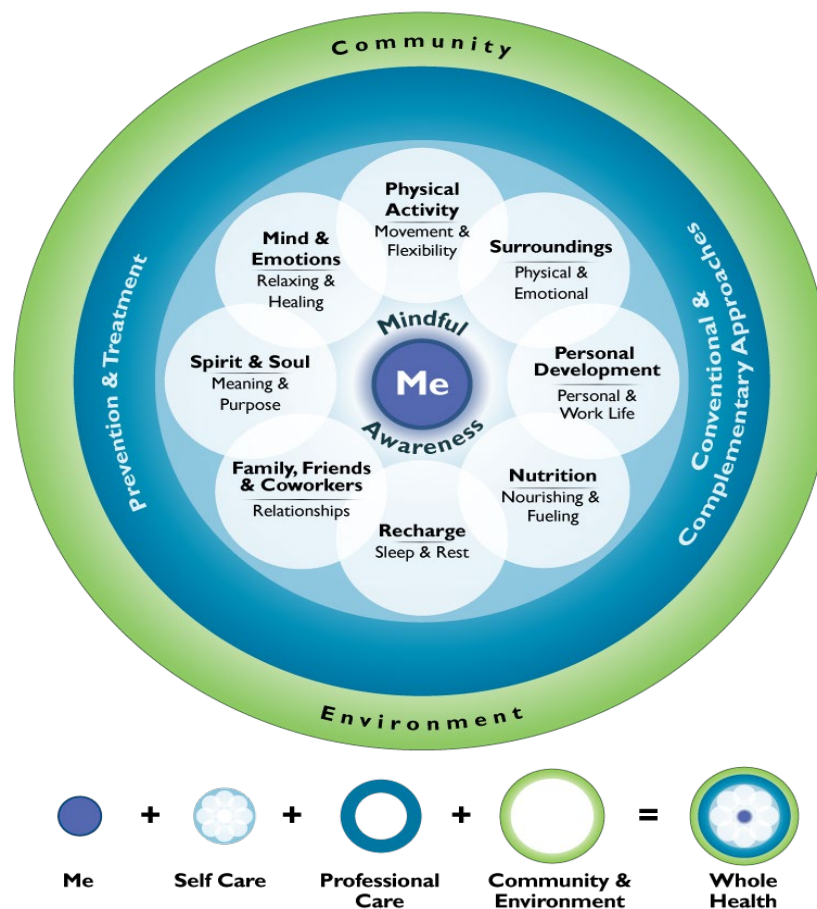 Community
Physical
Activity
Movement &
Flexibility
Mind &
Emotions
Relaxing &
Healing
Surroundings
Physical &
Emotional
Prevention & Treatment
Spirit & Soul
Meaning &
Purpose
Mindful
Me
Awareness
Personal
Development
Personal &
Work Life
Conventional &
Complementary Approaches
Family, Friends
& Coworkers
Relationships
Recharge
Sleep & Rest
Nutrition
Nourishing &
Fueling
Environment
+ + + =
Me
Self Care
Professional
Care
Community &
Environment
Whole
Health